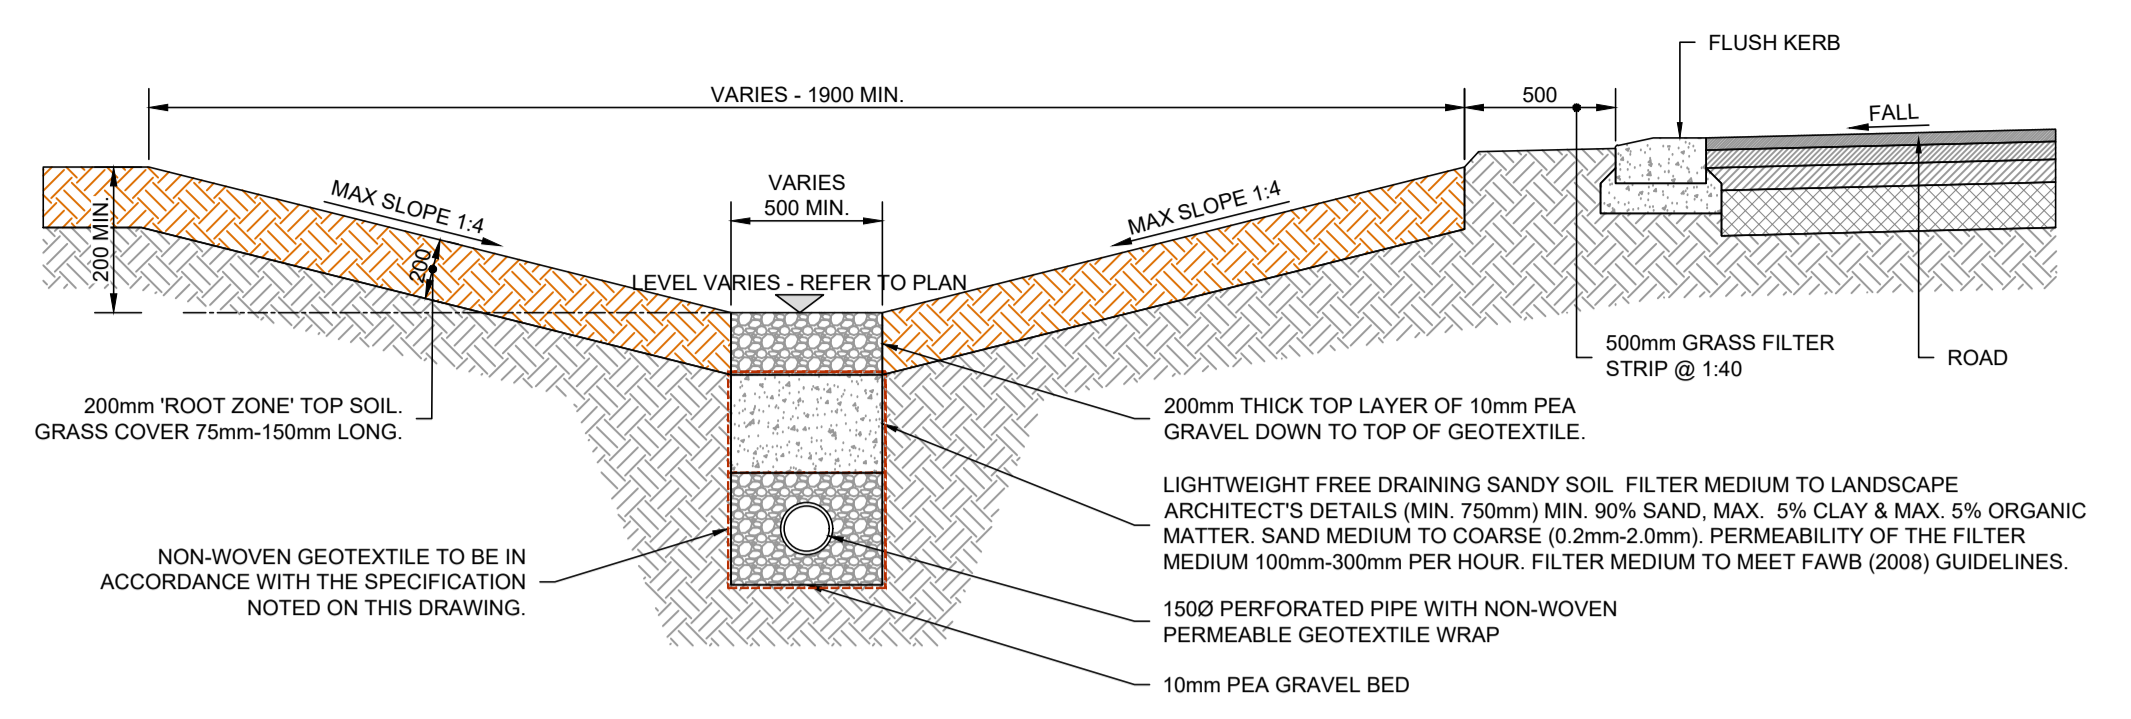 FLUSH KERB
VARIES - 1900 MIN.
500
FALL
VARIES
500 MIN.
MAX SLOPE 1:4
MAX SLOPE 1:4
200 MIN.
200
LEVEL VARIES - REFER TO PLAN
500mm GRASS FILTER
STRIP @ 1:40
ROAD
200mm 'ROOT ZONE' TOP SOIL.
GRASS COVER 75mm-150mm LONG.
200mm THICK TOP LAYER OF 10mm PEA
GRAVEL DOWN TO TOP OF GEOTEXTILE.
LIGHTWEIGHT FREE DRAINING SANDY SOIL  FILTER MEDIUM TO LANDSCAPE
ARCHITECT'S DETAILS (MIN. 750mm) MIN. 90% SAND, MAX.  5% CLAY & MAX. 5% ORGANIC
MATTER. SAND MEDIUM TO COARSE (0.2mm-2.0mm). PERMEABILITY OF THE FILTER
MEDIUM 100mm-300mm PER HOUR. FILTER MEDIUM TO MEET FAWB (2008) GUIDELINES.
NON-WOVEN GEOTEXTILE TO BE IN
ACCORDANCE WITH THE SPECIFICATION
NOTED ON THIS DRAWING.
150Ø PERFORATED PIPE WITH NON-WOVEN
PERMEABLE GEOTEXTILE WRAP
10mm PEA GRAVEL BED